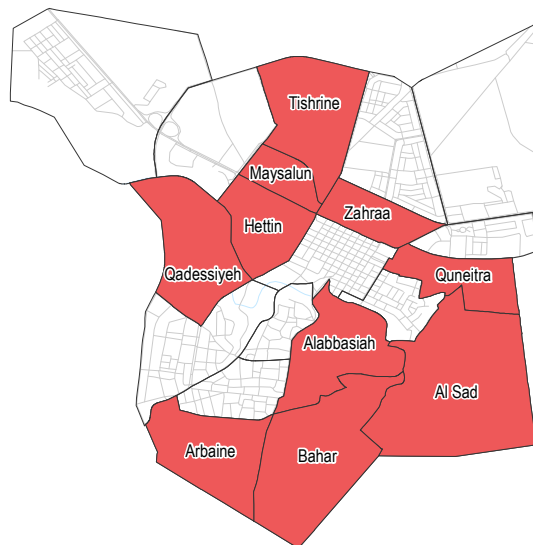 Tishrine
Maysalun
Zahraa
Hettin
Qadessiyeh
Quneitra
Alabbasiah
Al Sad
Arbaine
Bahar